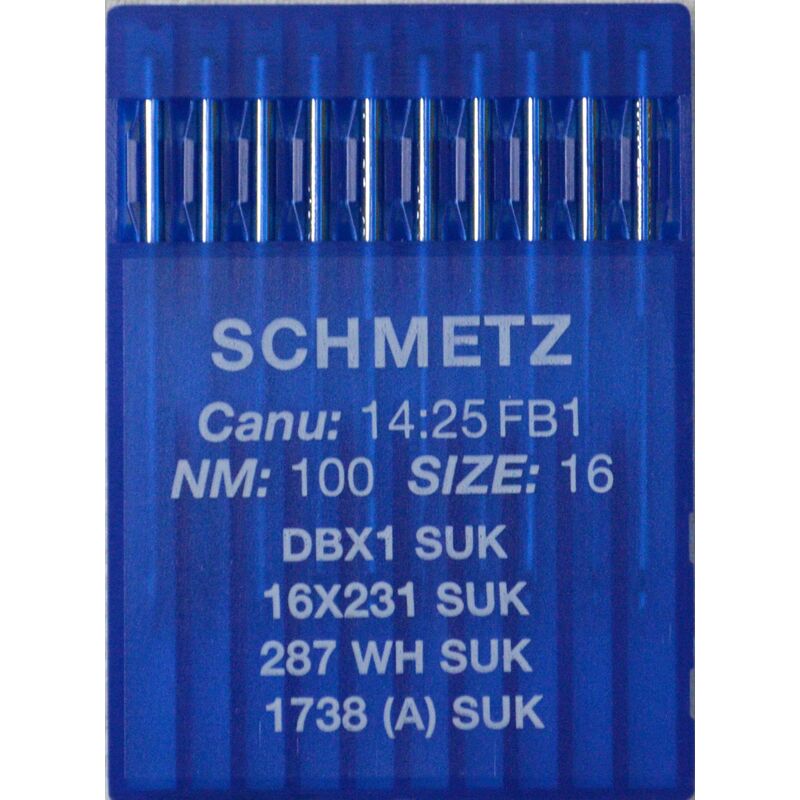 SCHMETZ
Canu: 14:25 FB1
NM: 100 SIZE: 16
DBX1 SUK
16X231 SUK
287 WH SUK
1738 (A) SUK